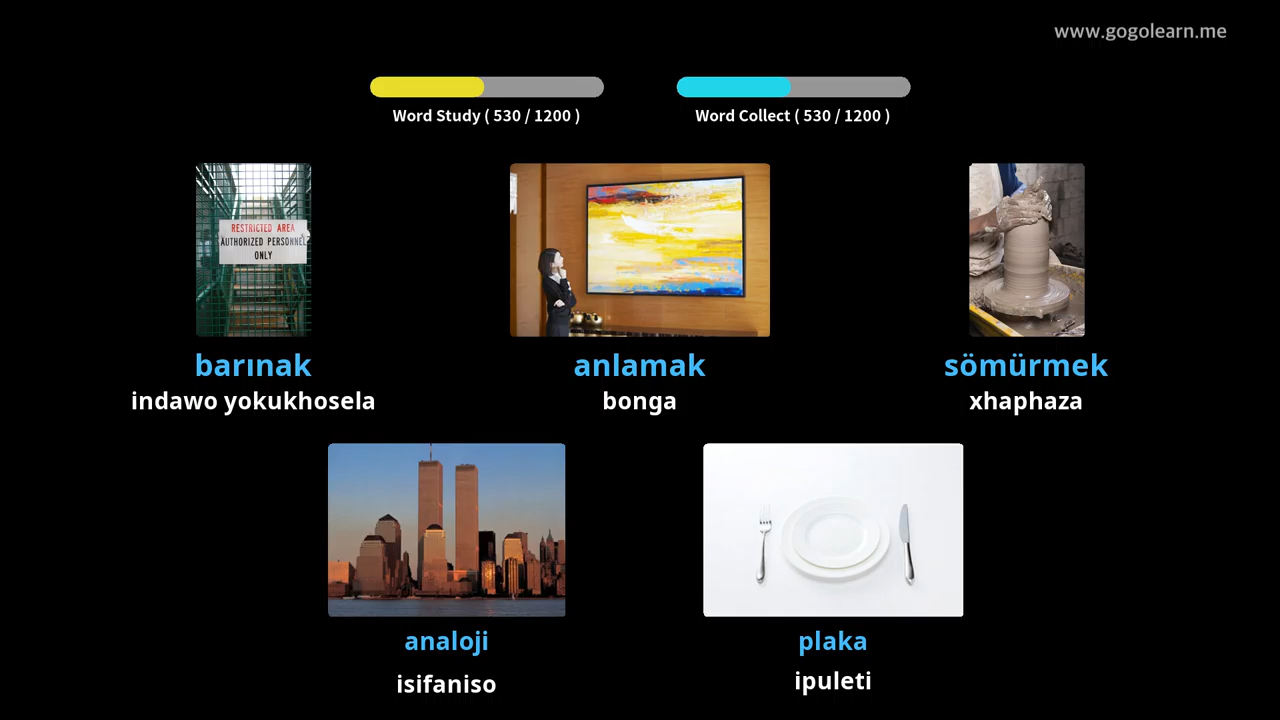 www.gogolearn.me
Word Study ( 530 / 1200 )
Word Collect ( 530 / 1200 )
RESTRICTED AREA
AUTHORIZED PERSONNEL
ONLY
barınak
indawo yokukhosela
anlamak
bonga
sömürmek
xhaphaza
analoji
isifaniso
plaka
ipuleti